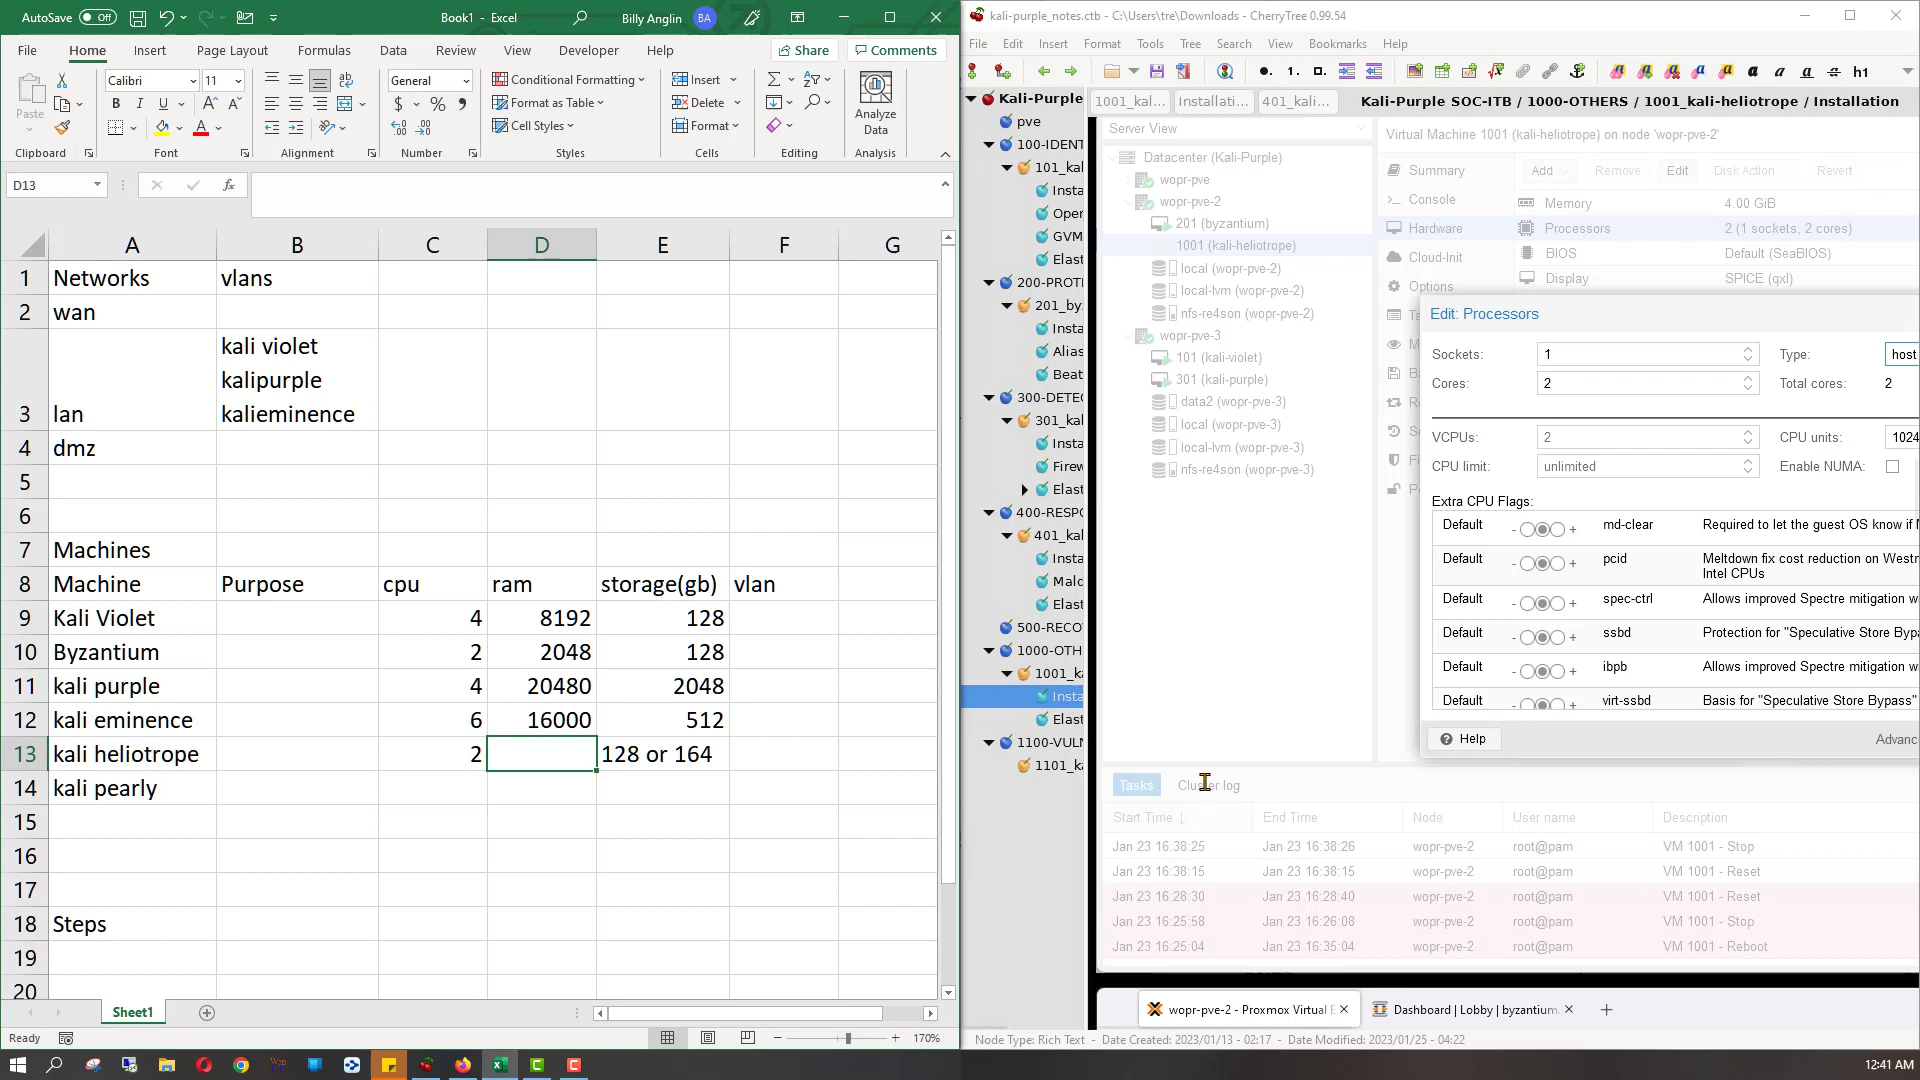 AutoSave Off
Book1 - Excel
Billy Anglin
BA
File Home Insert Page Layout Formulas Data Review View Developer Help
Share
Comments
Paste
Calibri 11
General
Conditional Formatting
Format as Table
Cell Styles
Insert
Delete
Format
Analyze
Data
Clipboard Font Alignment Number Styles Cells Editing Analysis
D13
fx
A B C D E F G
1 Networks vlans
2 wan
kali violet
kalipurple
3 lan kalieminence
4 dmz
5
6
7 Machines
8 Machine Purpose cpu ram storage(gb) vlan
9 Kali Violet 4 8192 128
10 Byzantium 2 2048 128
11 kali purple 4 20480 2048
12 kali eminence 6 16000 512
13 kali heliotrope 2 128 or 164
14 kali pearly
15
16
17
18 Steps
19
20
Sheet1
Ready
170%
kali-purple_notes.ctb - C:\Users\tre\Downloads - CherryTree 0.99.54
File Edit Insert Format Tools Tree Search View Bookmarks Help
h1
Kali-Purple
pve
100-IDENT
101_kal
Insta
Oper
GVM
Elast
200-PROT
201_by
Insta
Alias
Beat
300-DETE
301_kal
Insta
Firew
Elast
400-RESP
401_kal
Insta
Malc
Elast
500-RECO
1000-OTH
1001_ka
Insta
Elast
1100-VULN
1101_ka
1001_kal... Installati... 401_kali...
Kali-Purple SOC-ITB / 1000-OTHERS / 1001_kali-heliotrope / Installation
Server View
Datacenter (Kali-Purple)
wopr-pve
wopr-pve-2
201 (byzantium)
1001 (kali-heliotrope)
local (wopr-pve-2)
local-lvm (wopr-pve-2)
nfs-re4son (wopr-pve-2)
wopr-pve-3
101 (kali-violet)
301 (kali-purple)
data2 (wopr-pve-3)
local (wopr-pve-3)
local-lvm (wopr-pve-3)
nfs-re4son (wopr-pve-3)
Virtual Machine 1001 (kali-heliotrope) on node 'wopr-pve-2'
Summary
Console
Hardware
Cloud-Init
Options
Add Remove Edit Disk Action Revert
Memory 4.00 GiB
Processors 2 (1 sockets, 2 cores)
BIOS Default (SeaBIOS)
Display SPICE (qxl)
Edit: Processors
Sockets: 1 Type: host
Cores: 2 Total cores: 2
VCPUs: 2 CPU units: 1024
CPU limit: unlimited Enable NUMA:
Extra CPU Flags:
Default - + md-clear Required to let the guest OS know if M
Default - + pcid Meltdown fix cost reduction on Westm
Intel CPUs
Default - + spec-ctrl Allows improved Spectre mitigation w
Default - + ssbd Protection for "Speculative Store Byp
Default - + ibpb Allows improved Spectre mitigation w
Default - + virt-ssbd Basis for "Speculative Store Bypass"
Help
Advanc
Tasks Cluster log
Start Time End Time Node User name Description
Jan 23 16:38:25 Jan 23 16:38:26 wopr-pve-2 root@pam VM 1001 - Stop
Jan 23 16:38:15 Jan 23 16:38:15 wopr-pve-2 root@pam VM 1001 - Reset
Jan 23 16:28:30 Jan 23 16:28:40 wopr-pve-2 root@pam VM 1001 - Reset
Jan 23 16:25:58 Jan 23 16:26:08 wopr-pve-2 root@pam VM 1001 - Stop
Jan 23 16:25:04 Jan 23 16:35:04 wopr-pve-2 root@pam VM 1001 - Reboot
wopr-pve-2 - Proxmox Virtual E
Dashboard | Lobby | byzantium.
Node Type: Rich Text - Date Created: 2023/01/13 - 02:17 - Date Modified: 2023/01/25 - 04:22
12:41 AM